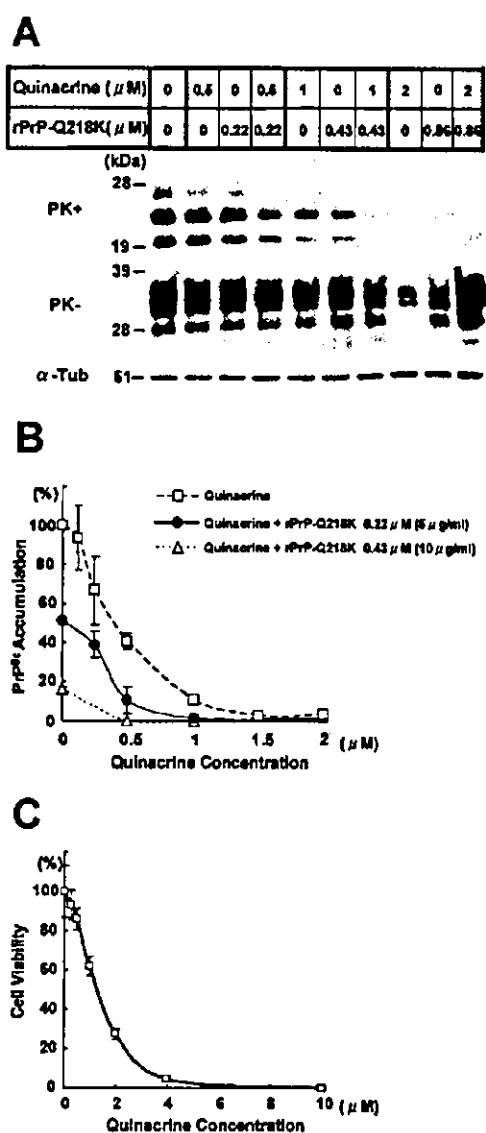 A
Quinacrine (μM) 0 0.5 0 0.5 1 0 1 2 0 2
rPrP-Q218K(μM) 0 0 0.22 0.22 0 0.43 0.43 0 0.86 0.86
(kDa)
28
PK+
19
39
PK-
28
α-Tub 51
B
(%)
100
80
60
40
20
0
PrPSc Accumulation
Quinacrine
Quinacrine + rPrP-Q218K 0.22 μM (5 μg/ml)
Quinacrine + rPrP-Q218K 0.43 μM (10 μg/ml)
0 0.5 1 1.5 2 (μM)
Quinacrine Concentration
C
(%)
100
80
60
40
20
0
Cell Viability
0 2 4 6 8 10 (μM)
Quinacrine Concentration